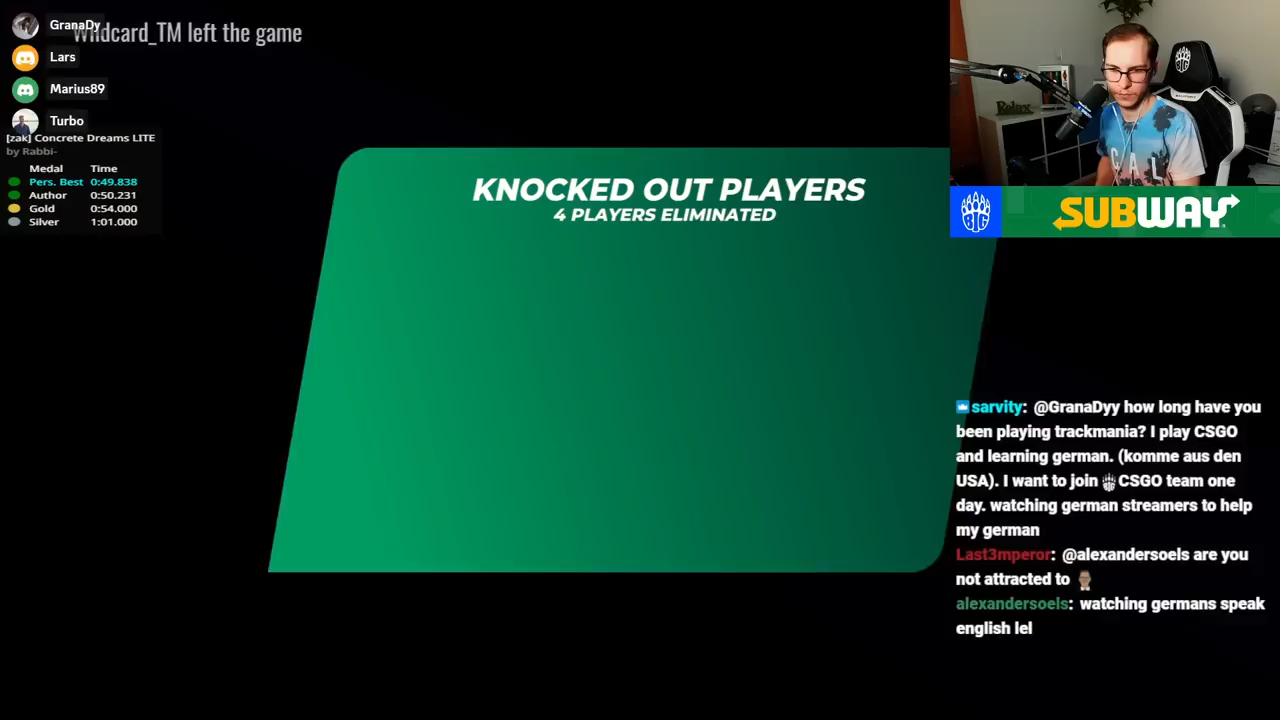 GranaDy
wildcard_TM left the game
Lars
Marius89
Turbo
[zak] Concrete Dreams LITE
by Rabbi-
Medal Time
Pers. Best 0:49.838
Author 0:50.231
Gold 0:54.000
Silver 1:01.000
KNOCKED OUT PLAYERS
4 PLAYERS ELIMINATED
Relax
CAL
BIG
SUBWAY
sarvity: @GranaDyy how long have you
been playing trackmania? I play CSGO
and learning german. (komme aus den
USA). I want to join CSGO team one
day. watching german streamers to help
my german
Last3mperor: @alexandersoels are you
not attracted to
alexandersoels: watching germans speak
english lel